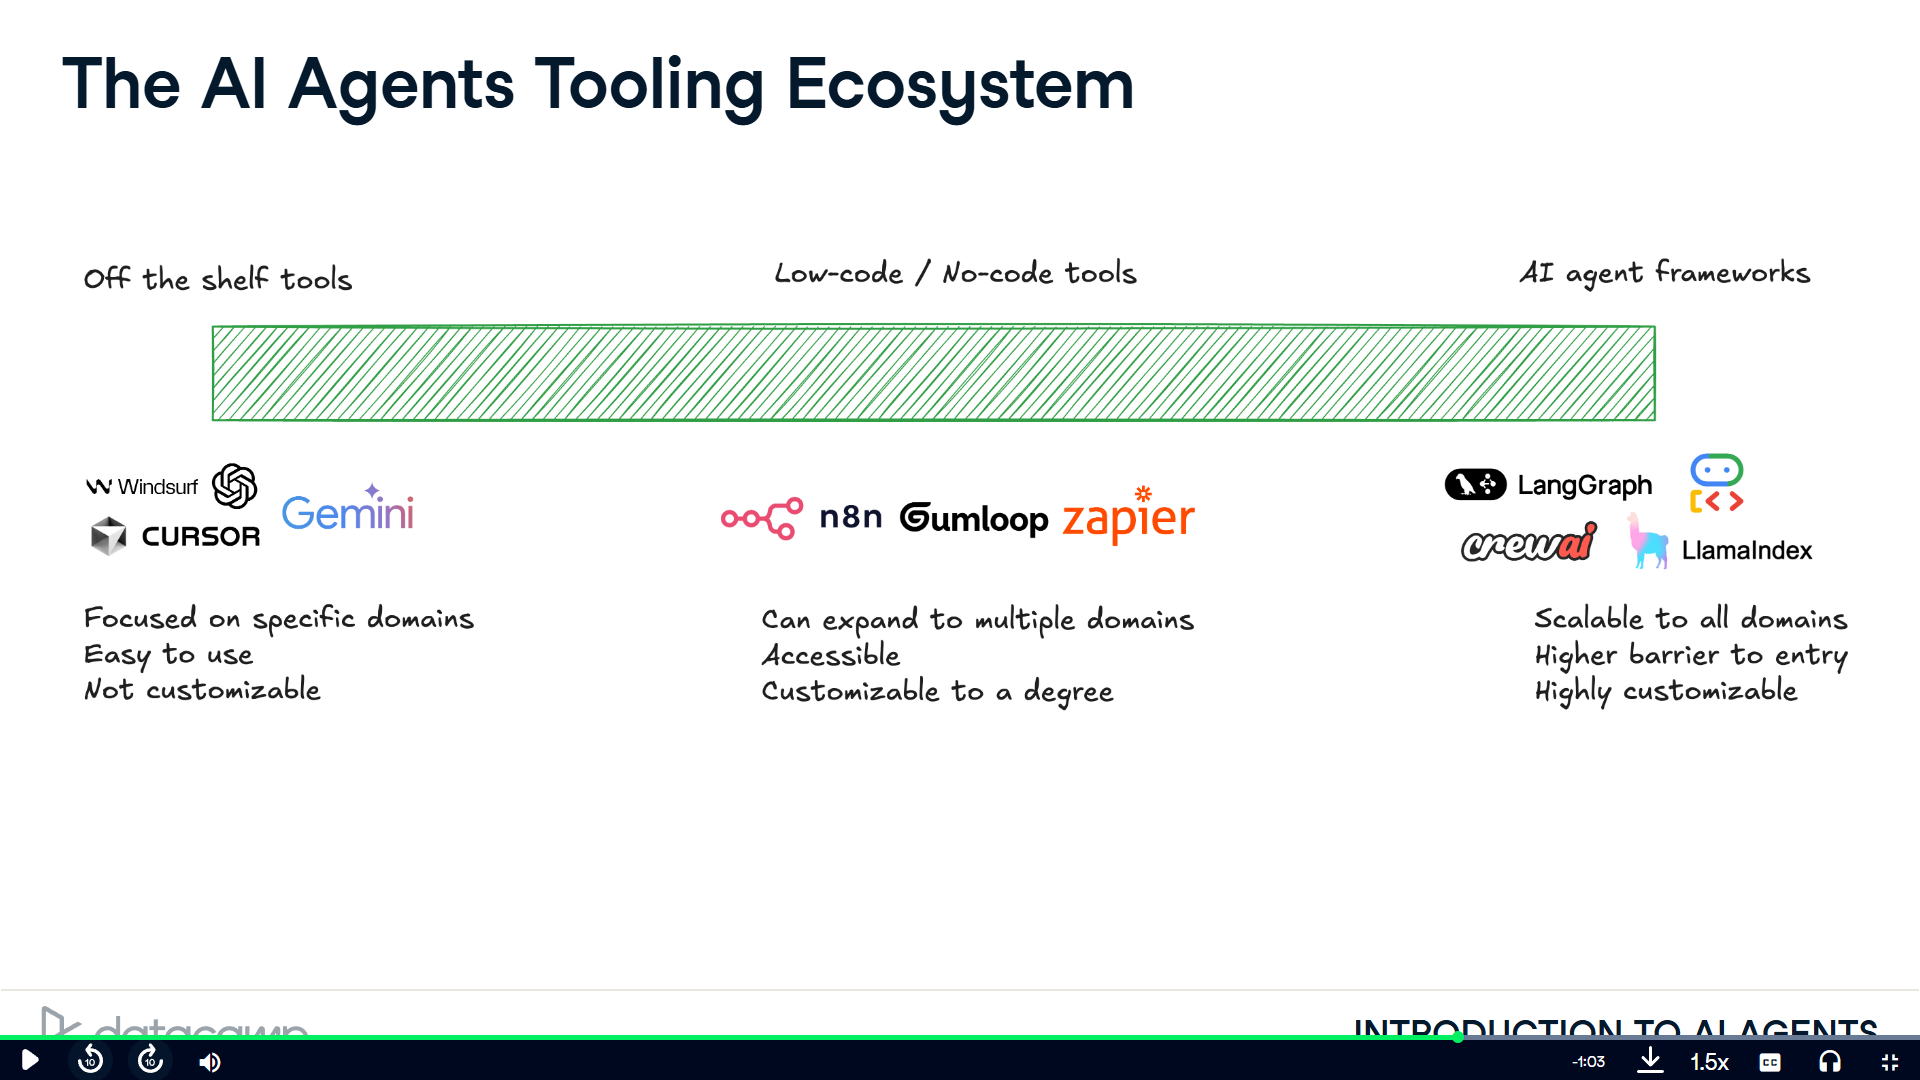 The AI Agents Tooling Ecosystem
Off the shelf tools
Low-code / No-code tools
AI agent frameworks
Windsurf
CURSOR
Gemini
n8n
Gumloop
zapier
LangGraph
crewai
LlamaIndex
Focused on specific domains
Easy to use
Not customizable
Can expand to multiple domains
Accessible
Customizable to a degree
Scalable to all domains
Higher barrier to entry
Highly customizable
datacamp
INTRODUCTION TO AI AGENTS
10
10
-1:03
1.5x
CC